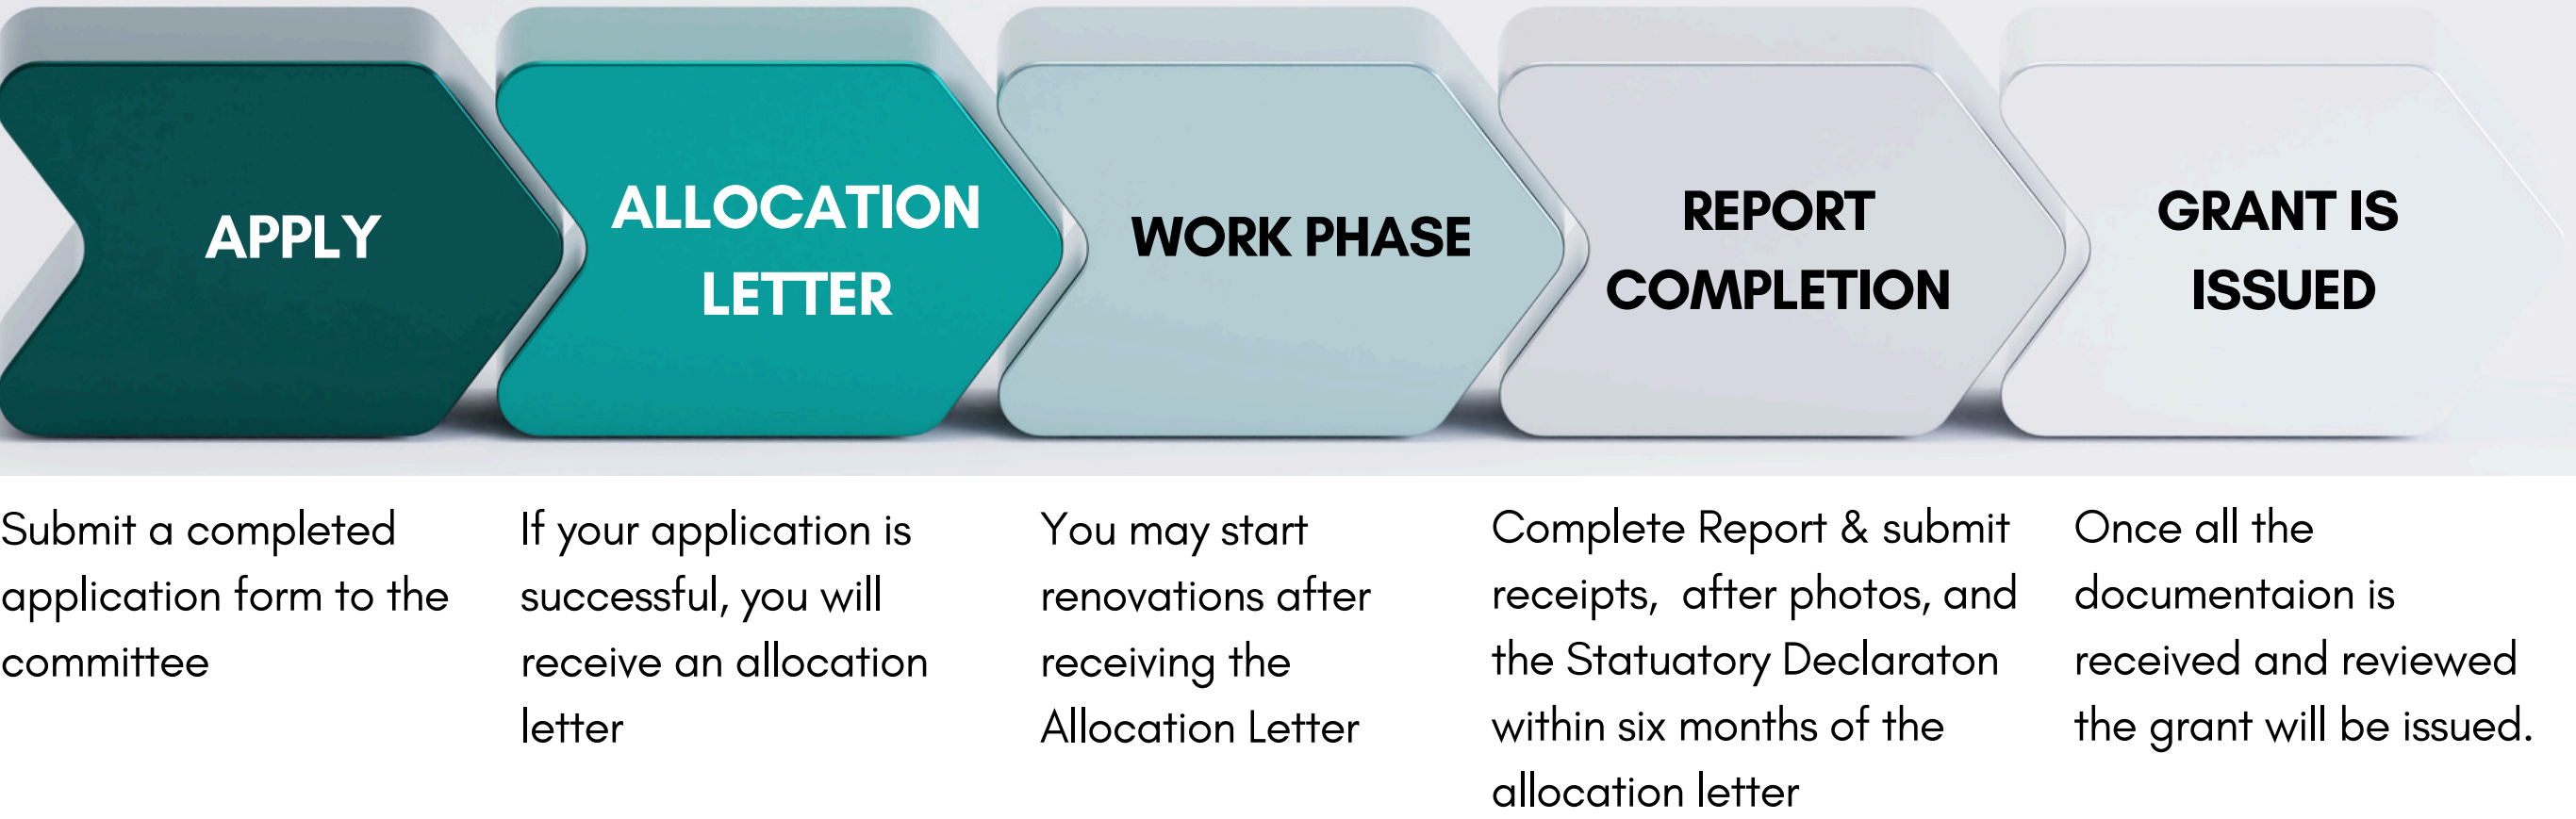 APPLY
ALLOCATION
LETTER
WORK PHASE
REPORT
COMPLETION
GRANT IS
ISSUED
Submit a completed
application form to the
committee
If your application is
successful, you will
receive an allocation
letter
You may start
renovations after
receiving the
Allocation Letter
Complete Report & submit
receipts,  after photos, and
the Statuatory Declaraton
within six months of the
allocation letter
Once all the
documentaion is
received and reviewed
the grant will be issued.